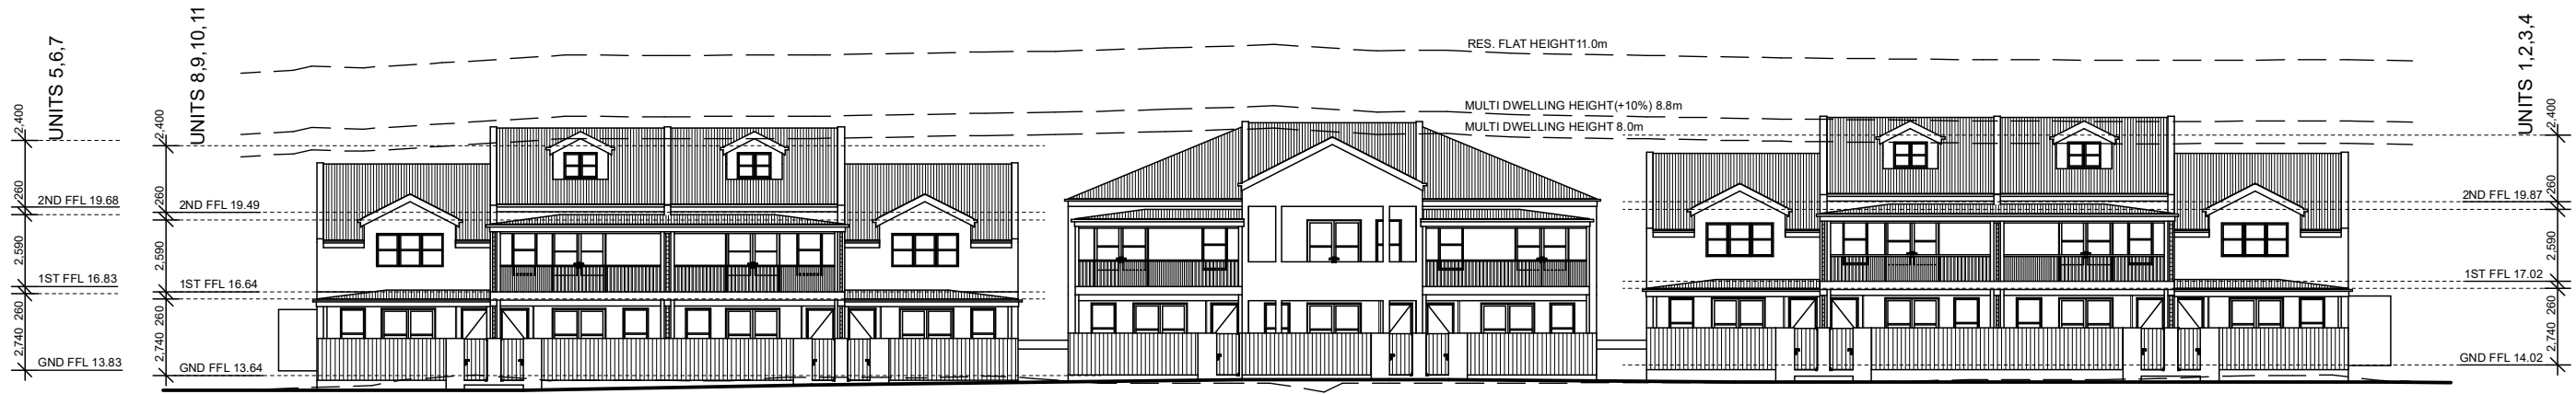 UNITS 5,6,7
2,400
260
2ND FFL 19.68
2,590
1ST FFL 16.83
260
2,740
GND FFL 13.83
UNITS 8,9,10,11
2,400
260
2ND FFL 19.49
2,590
1ST FFL 16.64
260
2,740
GND FFL 13.64
RES. FLAT HEIGHT 11.0m
MULTI DWELLING HEIGHT(+10%) 8.8m
MULTI DWELLING HEIGHT 8.0m
UNITS 1,2,3,4
2,400
260
2ND FFL 19.87
2,590
1ST FFL 17.02
260
2,740
GND FFL 14.02